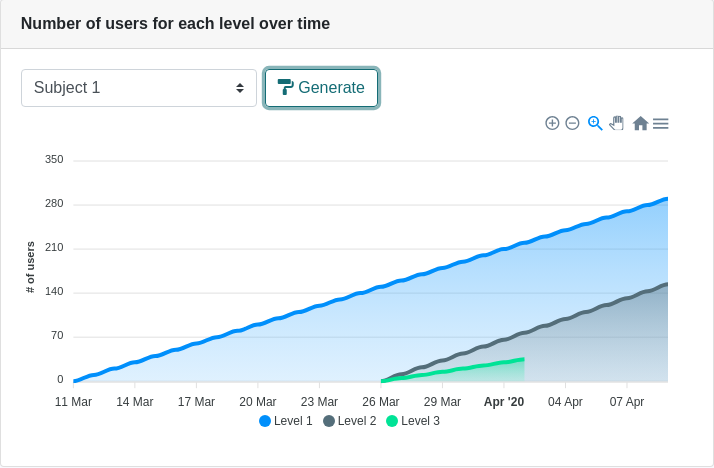 Number of users for each level over time
Subject 1
Generate
350
280
210
140
70
0
# of users
11 Mar 14 Mar 17 Mar 20 Mar 23 Mar 26 Mar 29 Mar Apr '20 04 Apr 07 Apr
Level 1 Level 2 Level 3